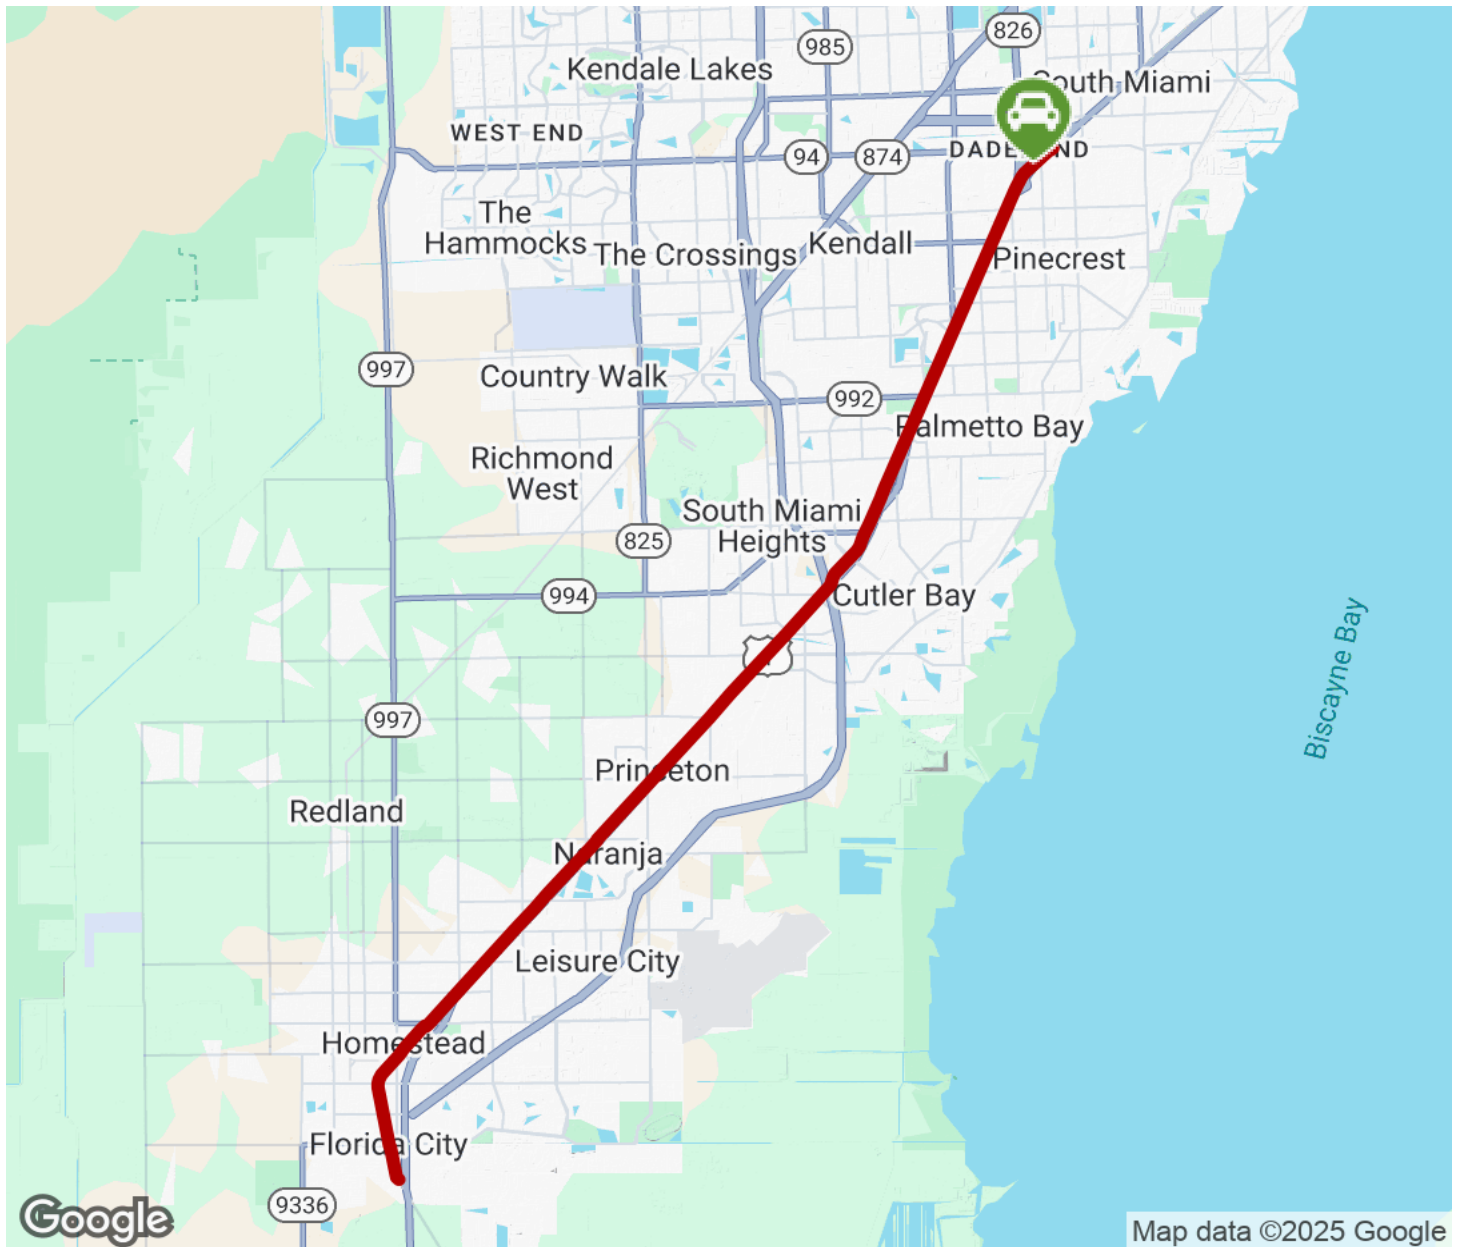 826
985
Kendale Lakes
South Miami
WEST END
94
874
The
Hammocks
The Crossings
Kendall
Pinecrest
997
Country Walk
992
Palmetto Bay
Richmond
West
South Miami
Heights
825
994
Cutler Bay
Biscayne Bay
997
Princeton
Redland
Naranja
Leisure City
Homestead
Florida City
9336
Google
Map data ©2025 Google